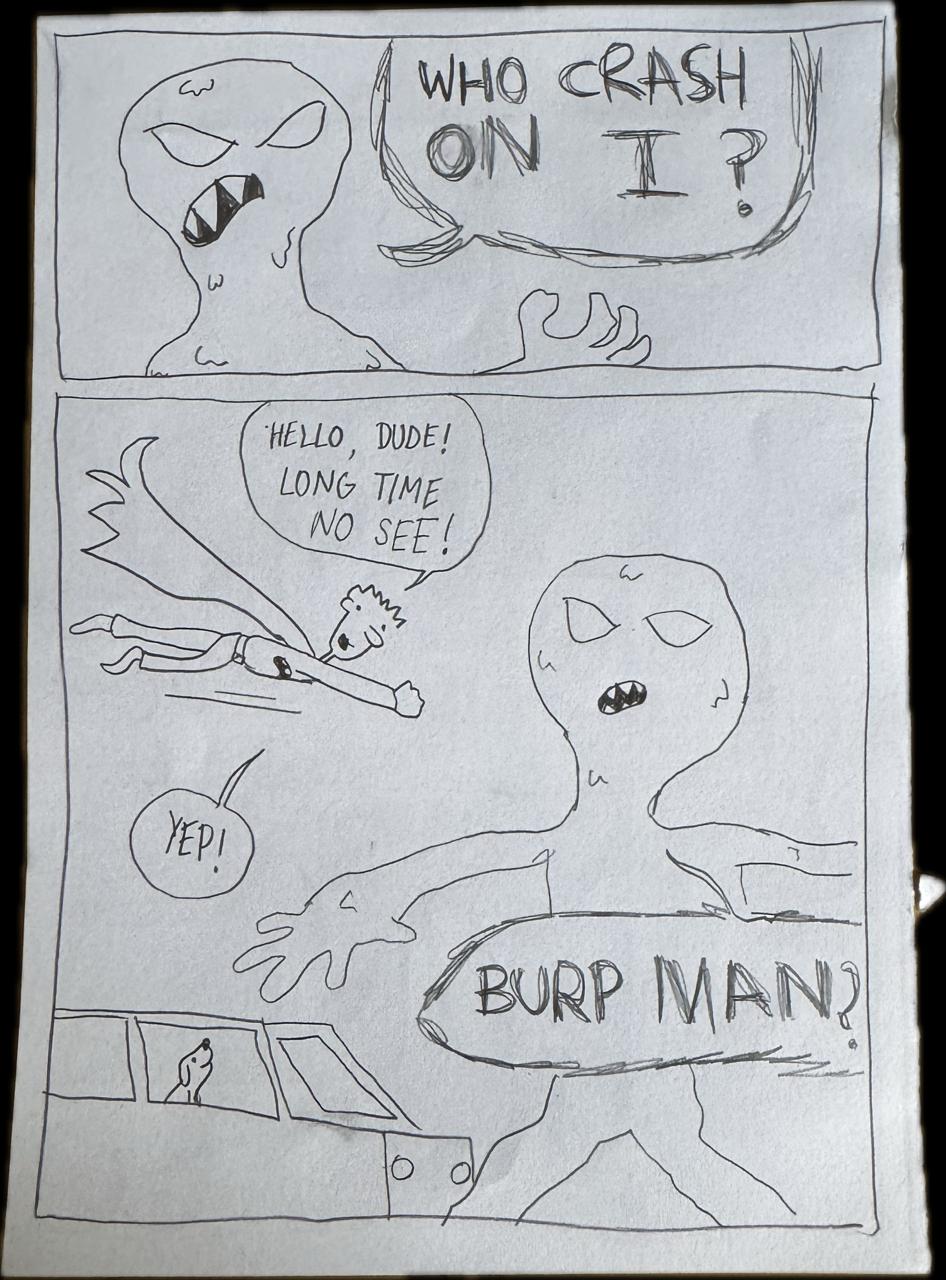 WHO CRASH
ON I?
HELLO, DUDE!
LONG TIME
NO SEE!
BURP MAN?
YEP!